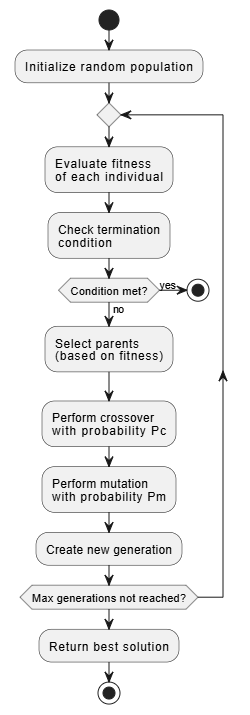 Initialize random population
Evaluate fitness
of each individual
Check termination
condition
Condition met?
yes
no
Select parents
(based on fitness)
Perform crossover
with probability Pc
Perform mutation
with probability Pm
Create new generation
Max generations not reached?
Return best solution